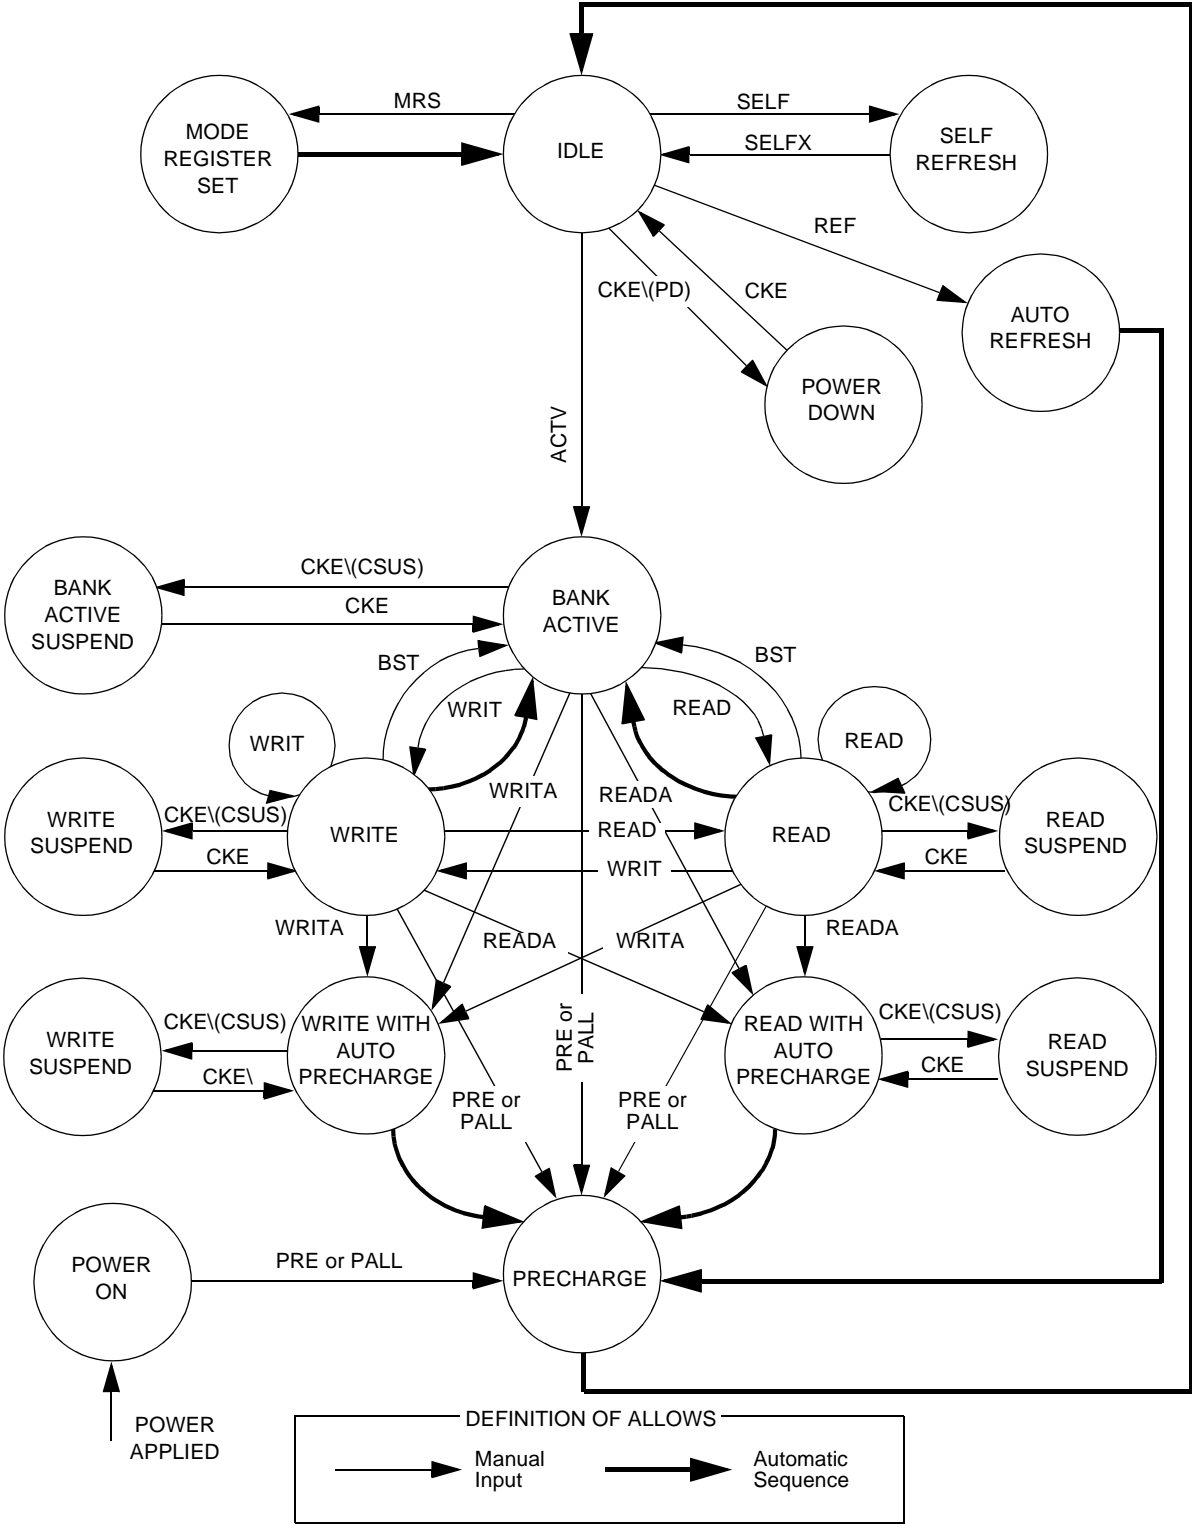 MRS
SELF
MODE
REGISTER
SET
IDLE
SELFX
SELF
REFRESH
REF
CKE\(PD)
CKE
AUTO
REFRESH
POWER
DOWN
ACTV
CKE\(CSUS)
BANK
ACTIVE
SUSPEND
CKE
BANK
ACTIVE
BST
BST
WRIT
READ
WRIT
READ
WRITA
READA
CKE\(CSUS)
CKE\(CSUS)
WRITE
SUSPEND
WRITE
READ
READ
READ
SUSPEND
CKE
WRIT
CKE
WRITA
READA
WRITA
READA
CKE\(CSUS)
CKE\(CSUS)
WRITE
SUSPEND
WRITE WITH
AUTO
PRECHARGE
PRE or
PALL
READ WITH
AUTO
PRECHARGE
READ
SUSPEND
CKE\
CKE
PRE or
PALL
PRE or
PALL
POWER
ON
PRE or PALL
PRECHARGE
POWER
APPLIED
DEFINITION OF ALLOWS
Manual
Input
Automatic
Sequence